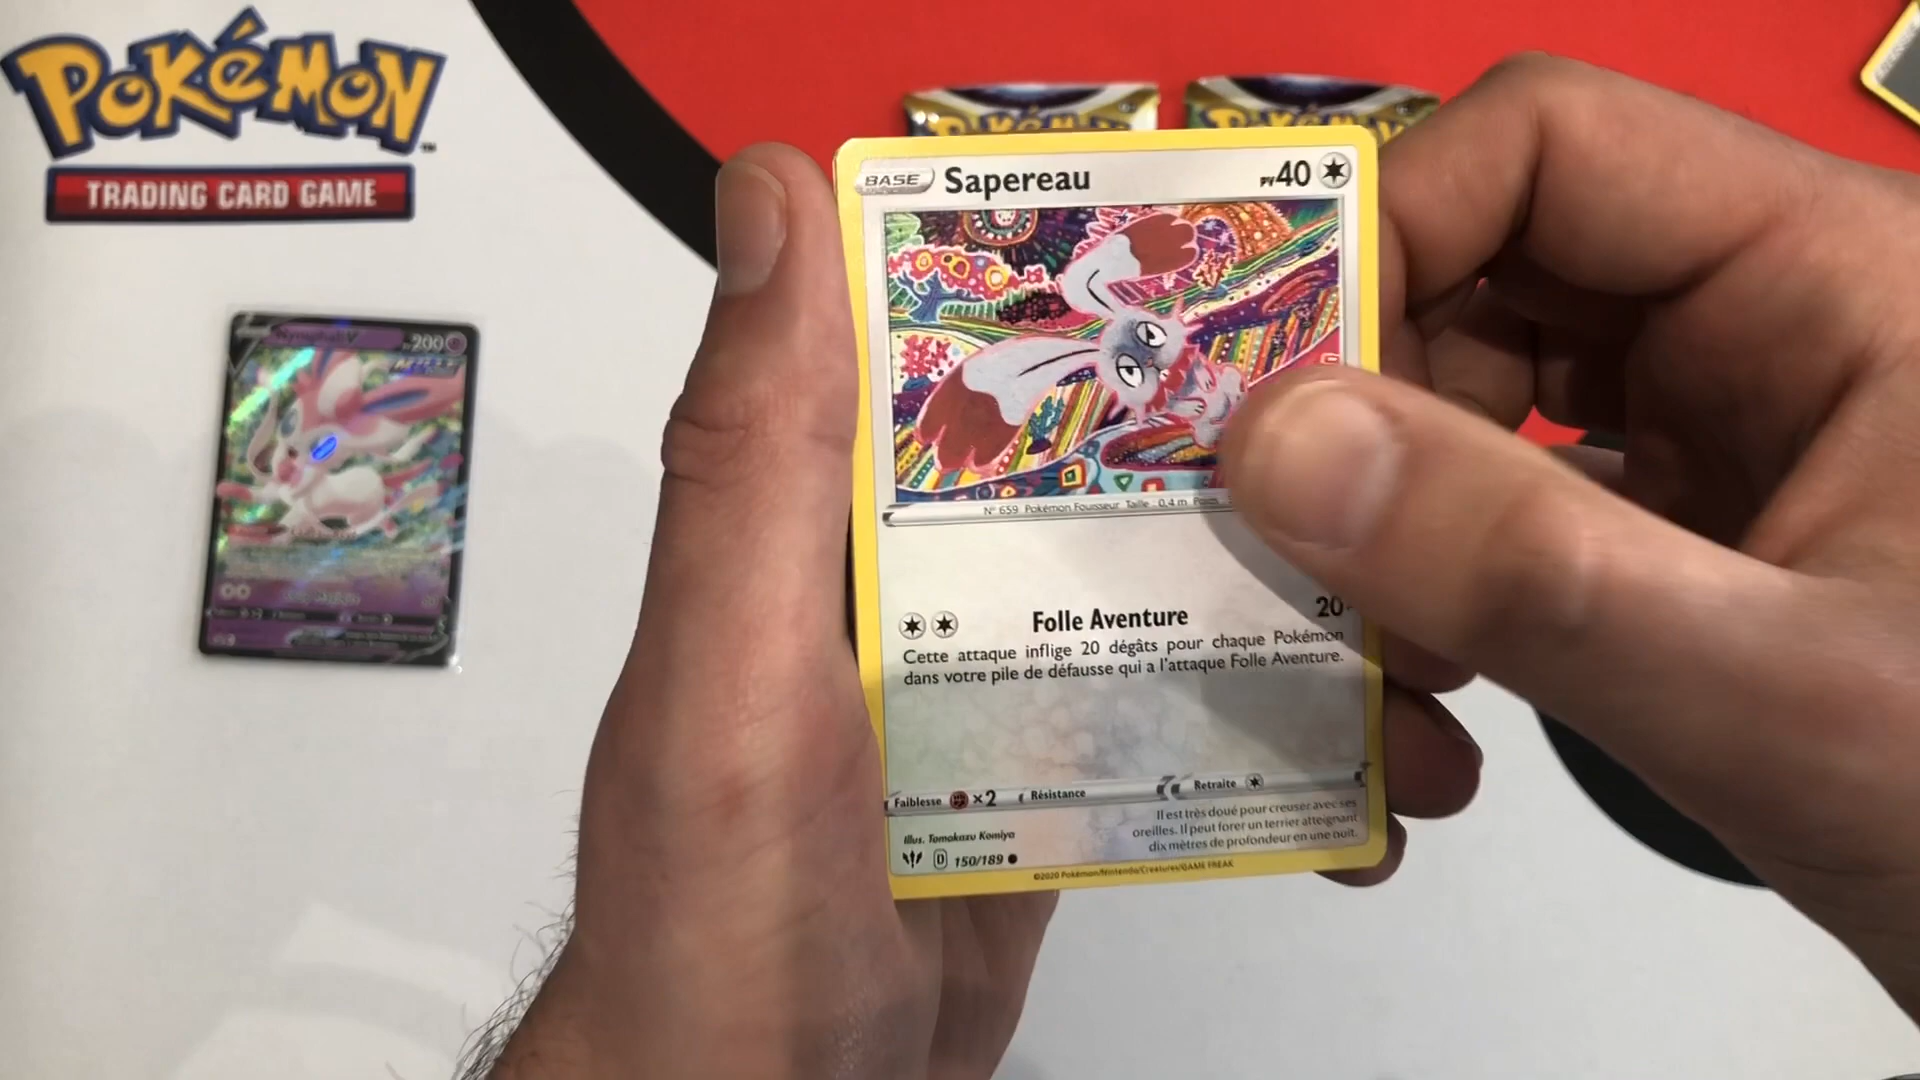 POKÉMON
TRADING CARD GAME
BASE Sapereau PV 40
N° 659 Pokémon Fouisseur Taille : 0,4 m Poids
Folle Aventure 20
Cette attaque inflige 20 dégâts pour chaque Pokémon
dans votre pile de défausse qui a l'attaque Folle Aventure.
Faiblesse ×2 Résistance Retraite
Il est très doué pour creuser avec ses
oreilles. Il peut forer un terrier atteignant
dix mètres de profondeur en une nuit.
Illus. Tomokazu Komiya
D 150/189
©2020 Pokémon/Nintendo/Creatures/GAME FREAK
Nymphali V 200